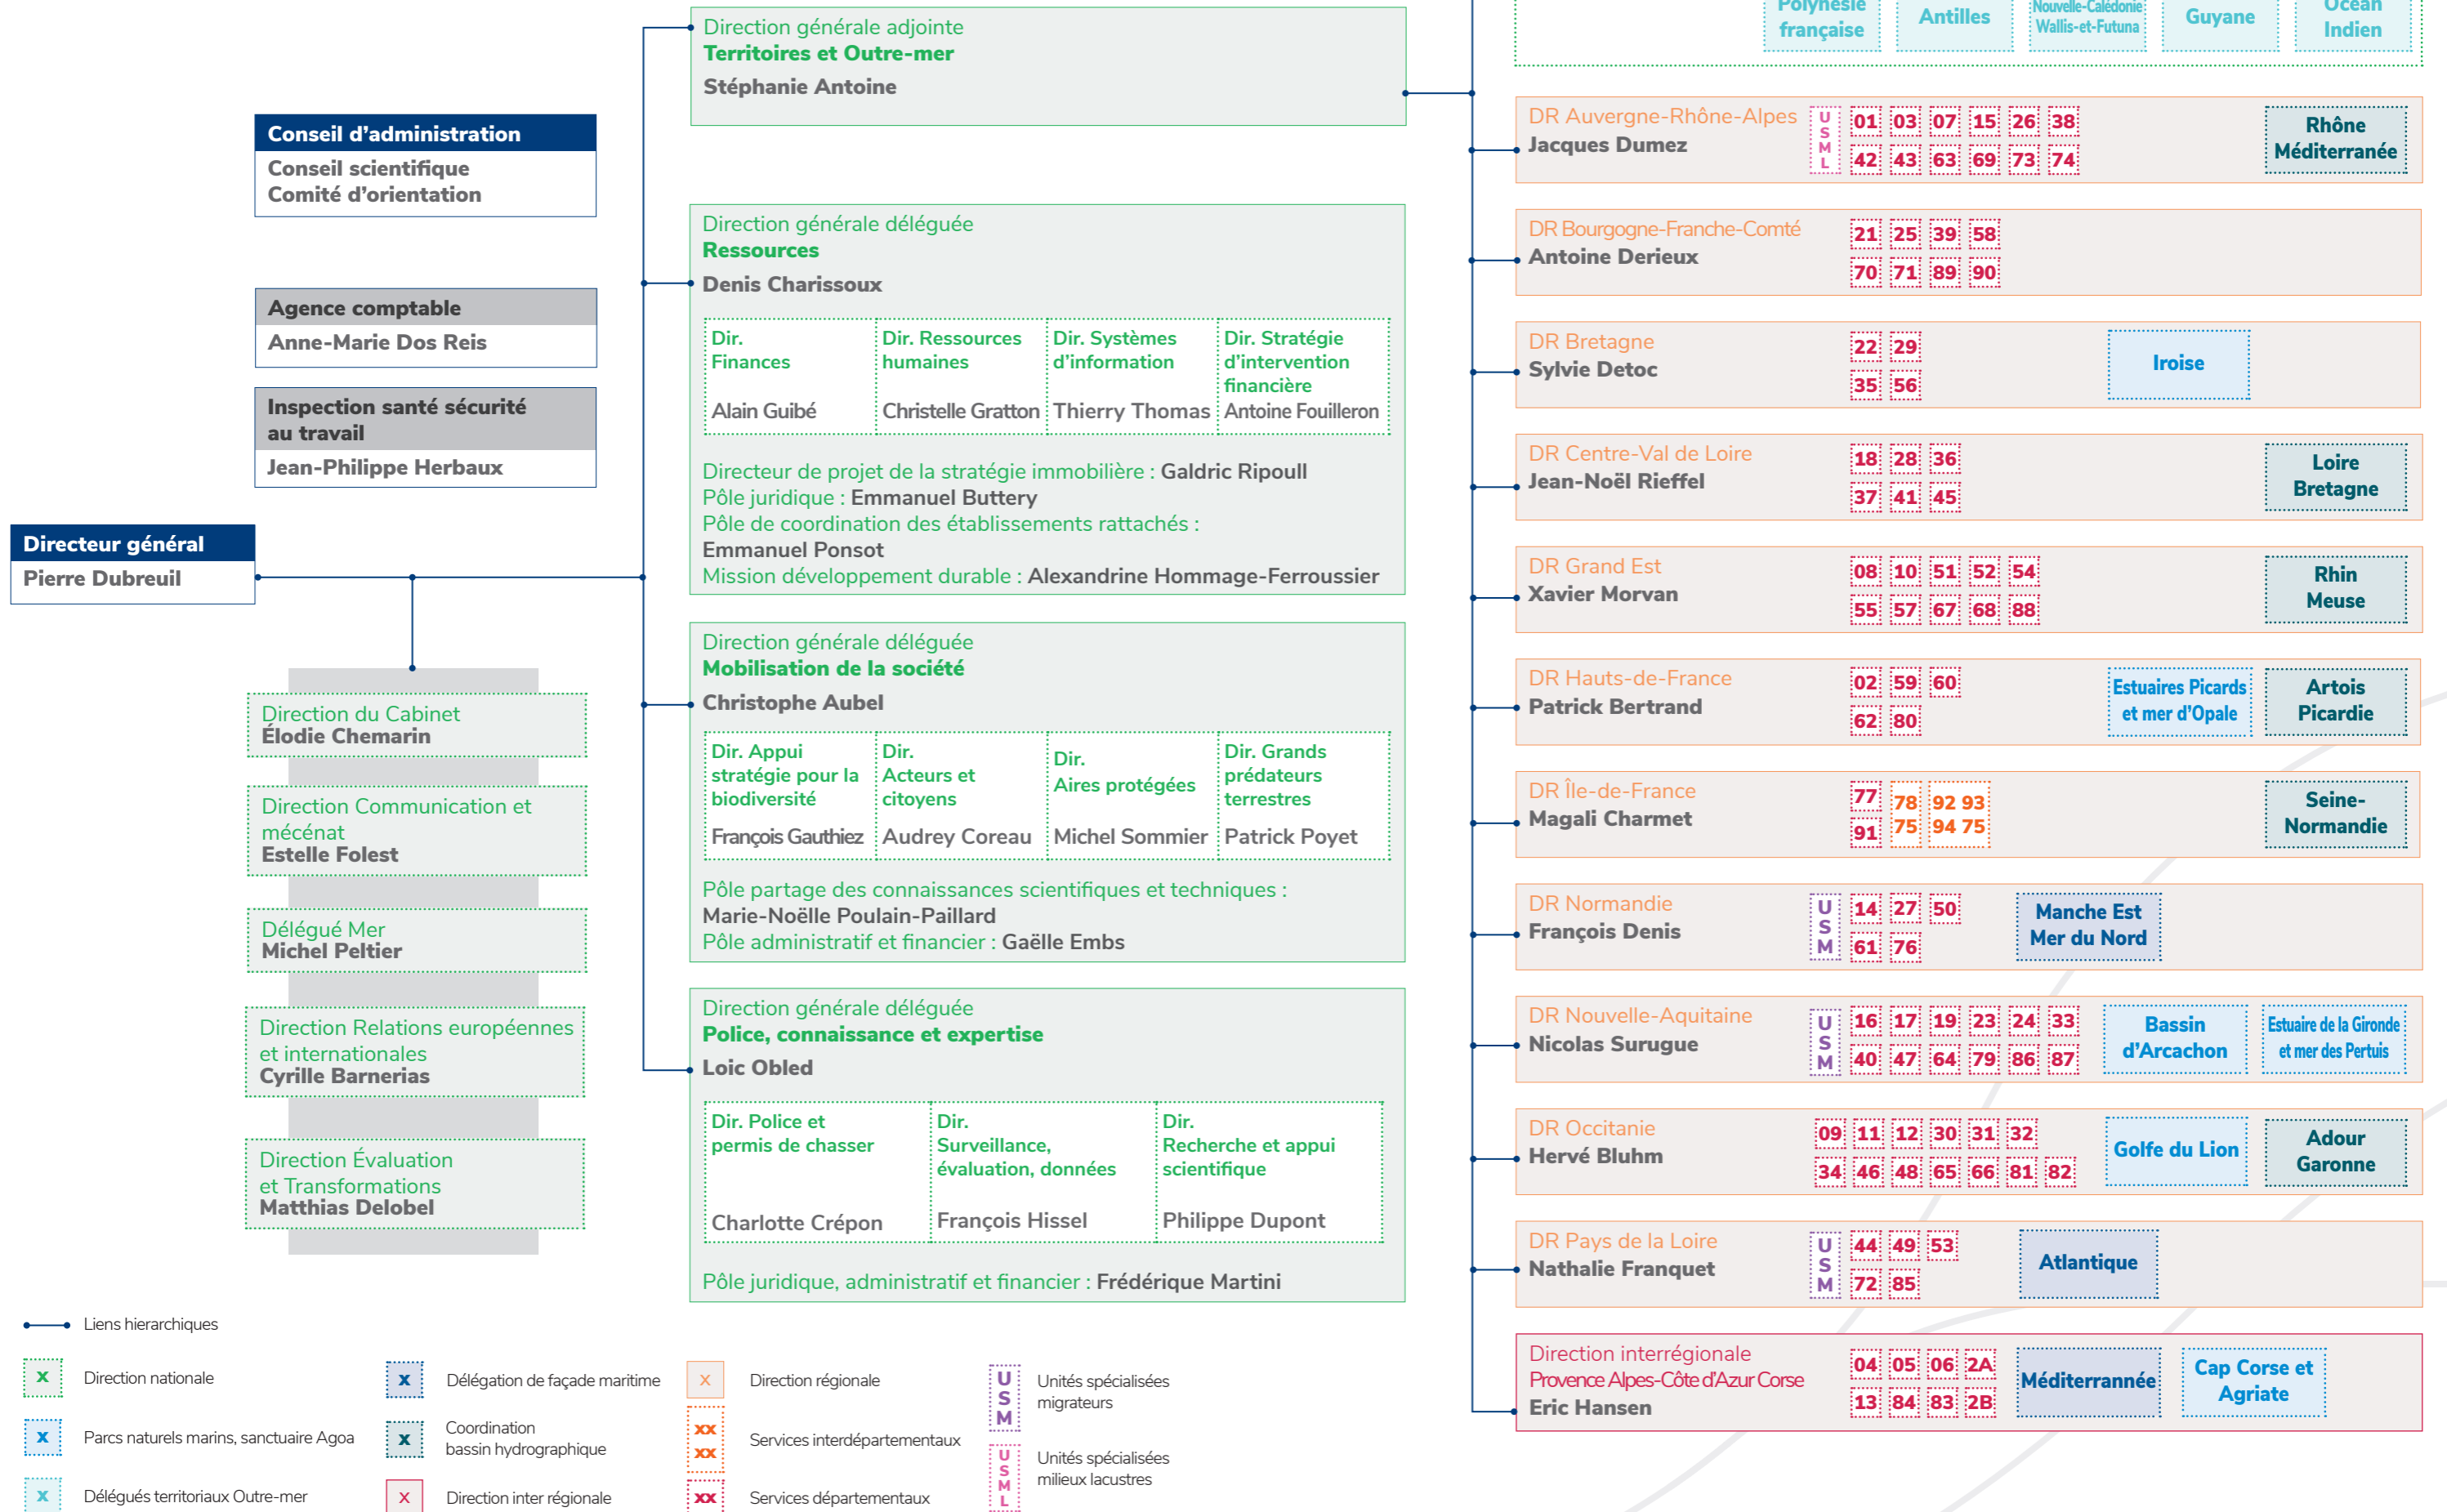 Conseil d'administration
Conseil scientifique
Comité d'orientation
Agence comptable
Anne-Marie Dos Reis
Inspection santé sécurité
au travail
Jean-Philippe Herbaux
Directeur général
Pierre Dubreuil
Direction du Cabinet
Élodie Chemarin
Direction Communication et
mécénat
Estelle Folest
Délégué Mer
Michel Peltier
Direction Relations européennes
et internationales
Cyrille Barnerias
Direction Évaluation
et Transformations
Matthias Delobel
Direction générale adjointe
Territoires et Outre-mer
Stéphanie Antoine
Direction générale déléguée
Ressources
Denis Charissoux
Dir.
Finances
Alain Guibé
Dir. Ressources
humaines
Christelle Gratton
Dir. Systèmes
d'information
Thierry Thomas
Dir. Stratégie
d'intervention
financière
Antoine Fouilleron
Directeur de projet de la stratégie immobilière : Galdric Ripoull
Pôle juridique : Emmanuel Buttery
Pôle de coordination des établissements rattachés :
Emmanuel Ponsot
Mission développement durable : Alexandrine Hommage-Ferroussier
Direction générale déléguée
Mobilisation de la société
Christophe Aubel
Dir. Appui
stratégie pour la
biodiversité
François Gauthiez
Dir.
Acteurs et
citoyens
Audrey Coreau
Dir.
Aires protégées
Michel Sommier
Dir. Grands
prédateurs
terrestres
Patrick Poyet
Pôle partage des connaissances scientifiques et techniques :
Marie-Noëlle Poulain-Paillard
Pôle administratif et financier : Gaëlle Embs
Direction générale déléguée
Police, connaissance et expertise
Loic Obled
Dir. Police et
permis de chasser
Charlotte Crépon
Dir.
Surveillance,
évaluation, données
François Hissel
Dir.
Recherche et appui
scientifique
Philippe Dupont
Pôle juridique, administratif et financier : Frédérique Martini
Polynésie
française
Antilles
Nouvelle-Calédonie
Wallis-et-Futuna
Guyane
Océan
Indien
DR Auvergne-Rhône-Alpes
Jacques Dumez
U
S
M
L
01 03 07 15 26 38
42 43 63 69 73 74
Rhône
Méditerranée
DR Bourgogne-Franche-Comté
Antoine Derieux
21 25 39 58
70 71 89 90
DR Bretagne
Sylvie Detoc
22 29
35 56
Iroise
DR Centre-Val de Loire
Jean-Noël Rieffel
18 28 36
37 41 45
Loire
Bretagne
DR Grand Est
Xavier Morvan
08 10 51 52 54
55 57 67 68 88
Rhin
Meuse
DR Hauts-de-France
Patrick Bertrand
02 59 60
62 80
Estuaires Picards
et mer d'Opale
Artois
Picardie
DR Île-de-France
Magali Charmet
77
91
78
75
92 93
94 75
Seine-
Normandie
DR Normandie
François Denis
U
S
M
14 27 50
61 76
Manche Est
Mer du Nord
DR Nouvelle-Aquitaine
Nicolas Surugue
U
S
M
16 17 19 23 24 33
40 47 64 79 86 87
Bassin
d'Arcachon
Estuaire de la Gironde
et mer des Pertuis
DR Occitanie
Hervé Bluhm
09 11 12 30 31 32
34 46 48 65 66 81 82
Golfe du Lion
Adour
Garonne
DR Pays de la Loire
Nathalie Franquet
U
S
M
44 49 53
72 85
Atlantique
Direction interrégionale
Provence Alpes-Côte d'Azur Corse
Eric Hansen
04 05 06 2A
13 84 83 2B
Méditerrannée
Cap Corse et
Agriate
Liens hierarchiques
x
Direction nationale
x
Parcs naturels marins, sanctuaire Agoa
x
Délégués territoriaux Outre-mer
x
Délégation de façade maritime
x
Coordination
bassin hydrographique
x
Direction inter régionale
x
Direction régionale
xx
xx
Services interdépartementaux
xx
Services départementaux
U
S
M
Unités spécialisées
migrateurs
U
S
M
L
Unités spécialisées
milieux lacustres